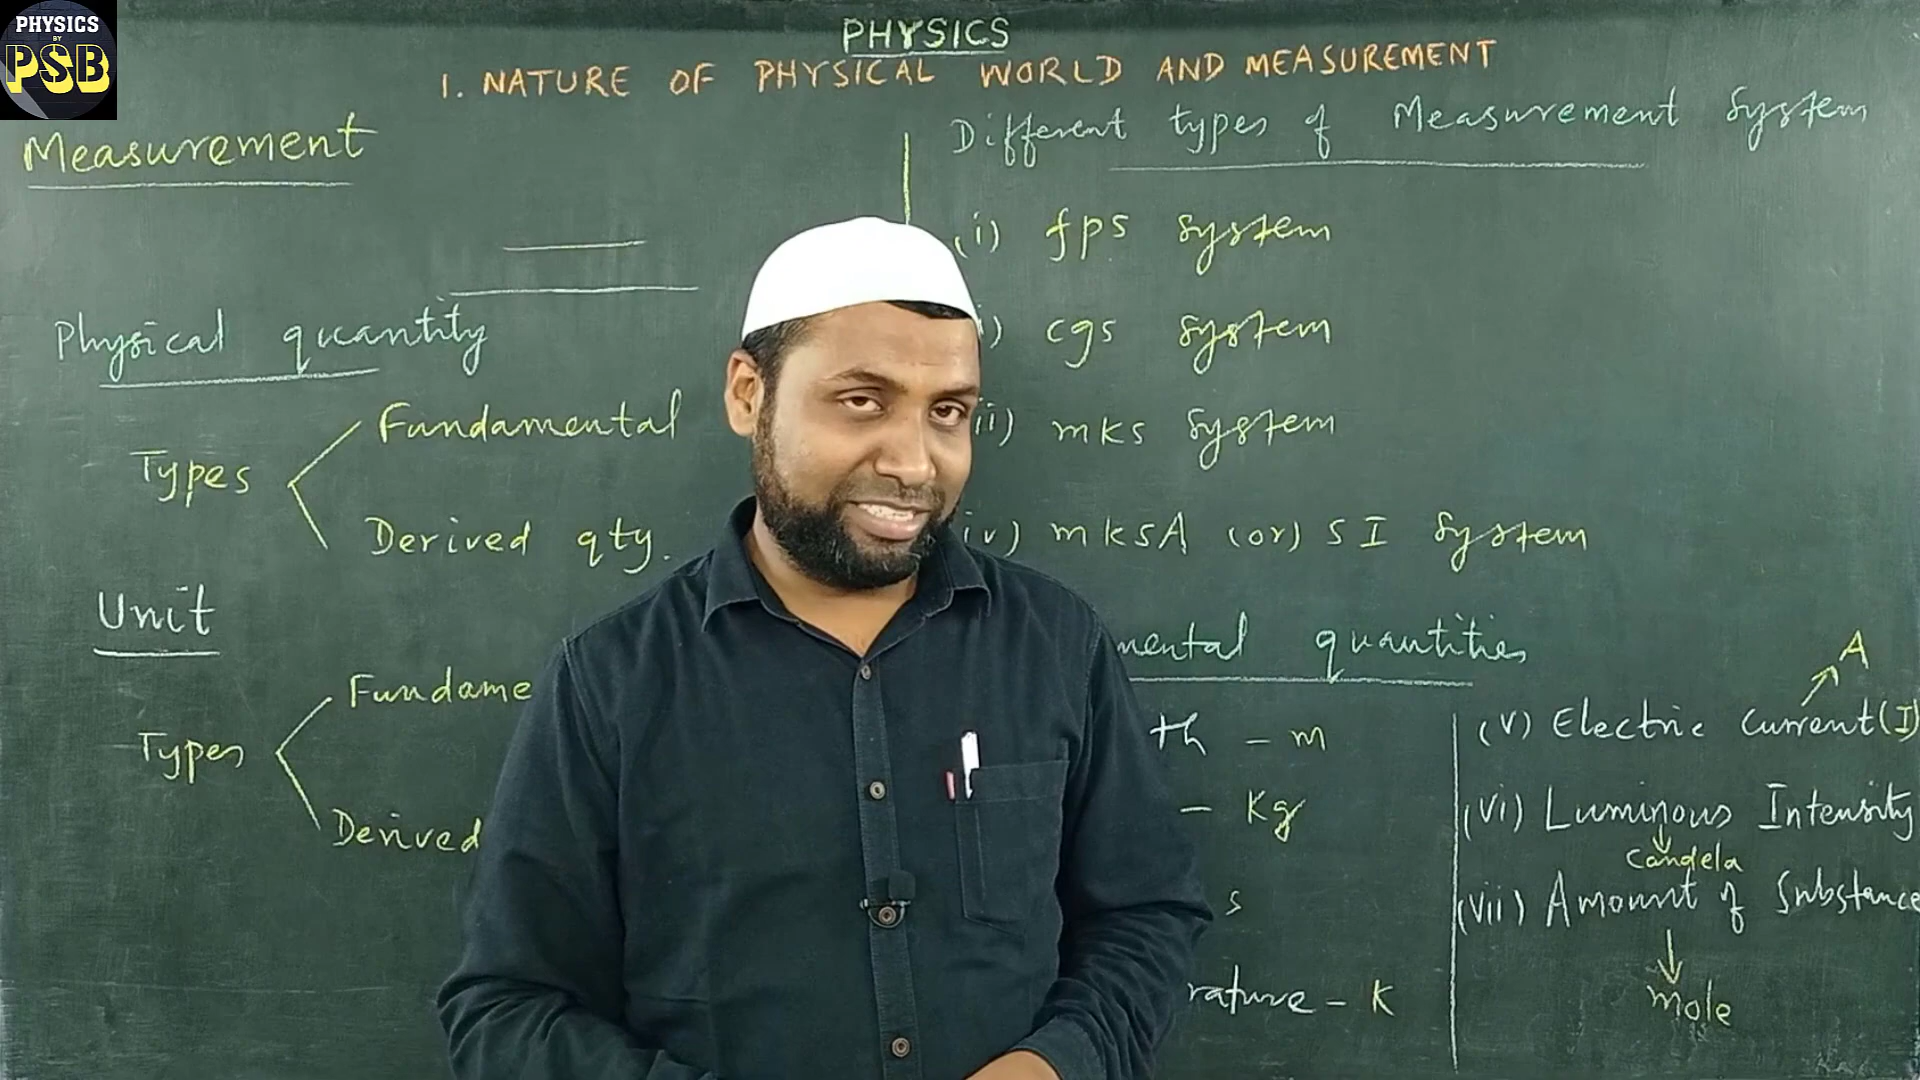 PHYSICS
BY
PSB
PHYSICS
1. NATURE OF PHYSICAL WORLD AND MEASUREMENT
Measurement
Physical quantity
Types
Fundamental
Derived qty.
Unit
Types
Fundame
Derived
Different types of Measurement System
(i) fps system
i) cgs system
ii) mks system
iv) mksA (or) SI system
mental quantities
th - m
- Kg
s
rature - K
A
(v) Electric Current (I)
(vi) Luminous Intensity
Candela
(vii) Amount of Substance
mole